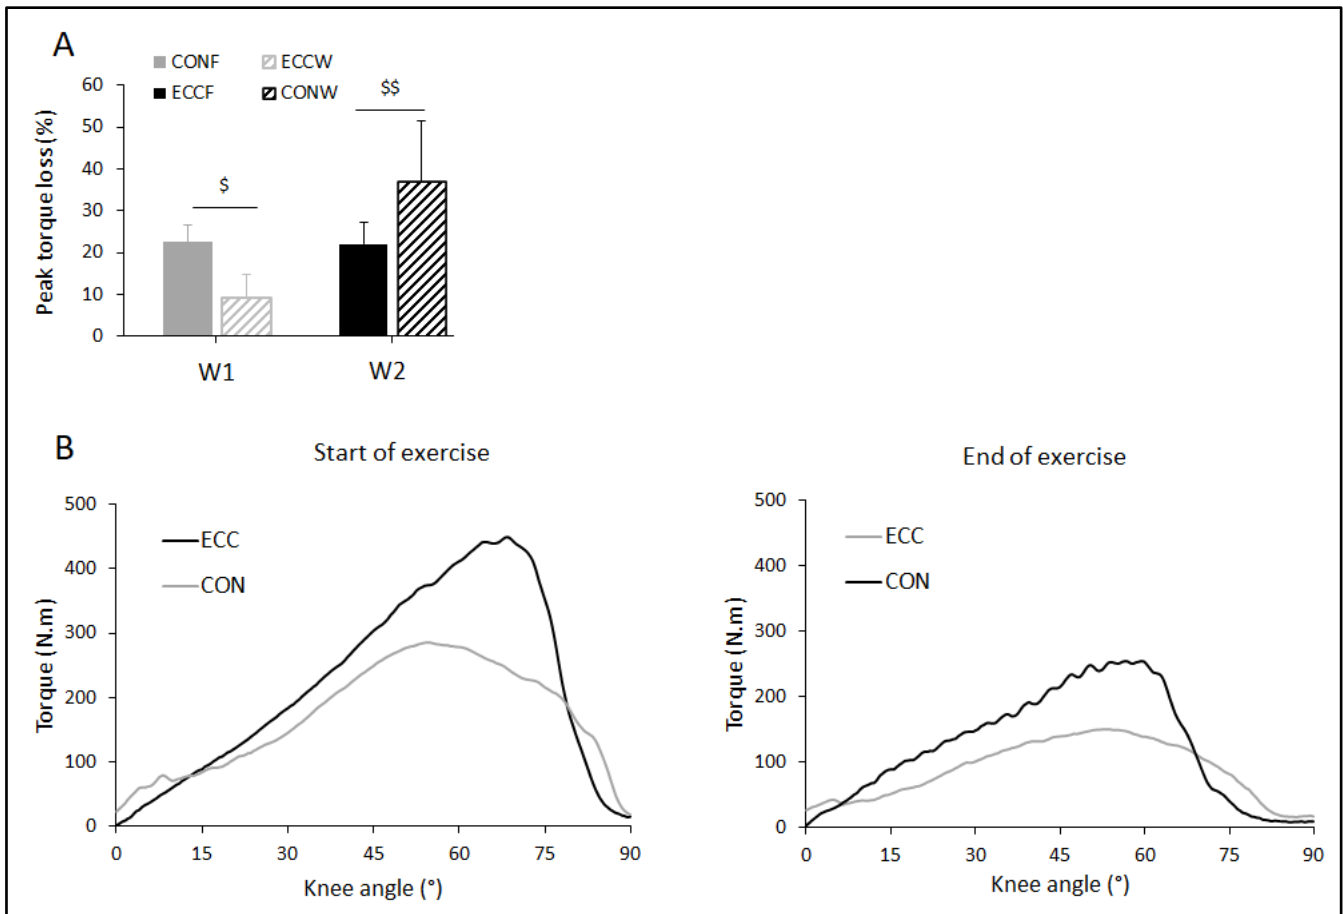 A
CONF ECCW
ECCF CONW
Peak torque loss (%)
60
50
40
30
20
10
0
$
$$
W1 W2
B
Start of exercise
Torque (N.m)
500
400
300
200
100
0
ECC
CON
0 15 30 45 60 75 90
Knee angle (°)
End of exercise
Torque (N.m)
500
400
300
200
100
0
ECC
CON
0 15 30 45 60 75 90
Knee angle (°)